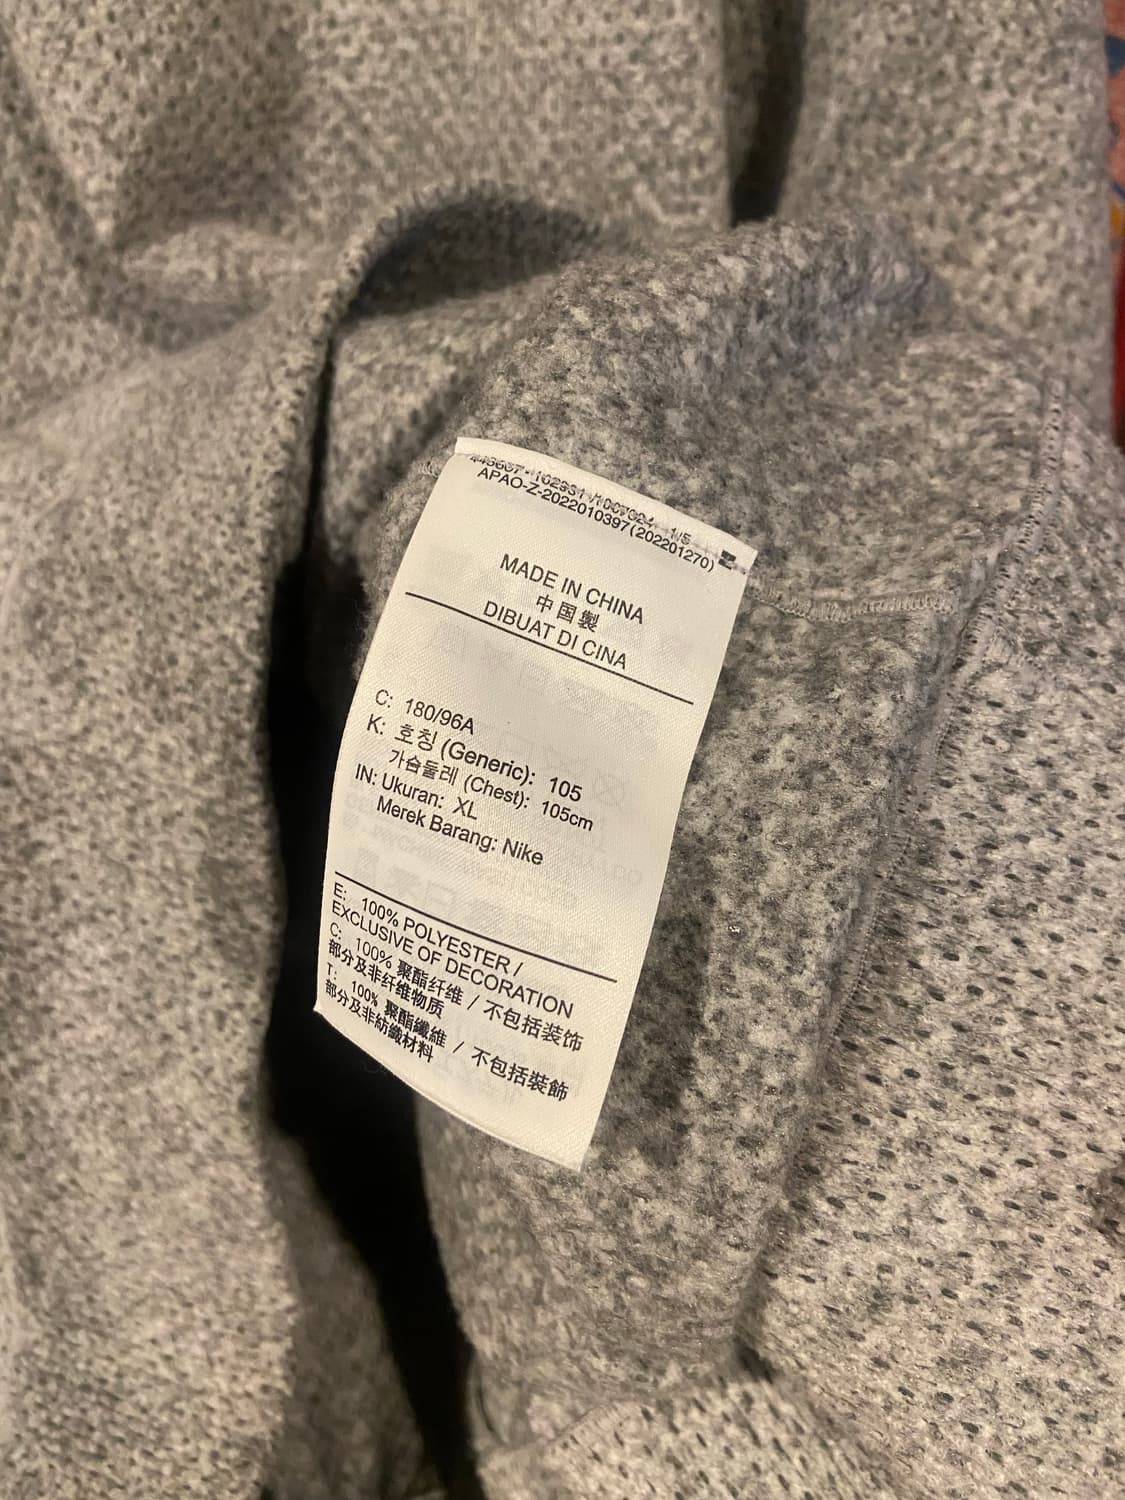 APAO-Z-2022010397(202201270)
MADE IN CHINA
中国製
DIBUAT DI CINA
C: 180/96A
K: 호칭 (Generic): 105
가슴둘레 (Chest): 105cm
IN: Ukuran: XL
Merek Barang: Nike
E: 100% POLYESTER /
EXCLUSIVE OF DECORATION
C: 100% 聚酯纤维 / 不包括装饰
部分及非纤维物质
T: 100% 聚酯纖維 / 不包括裝飾
部分及非紡織材料